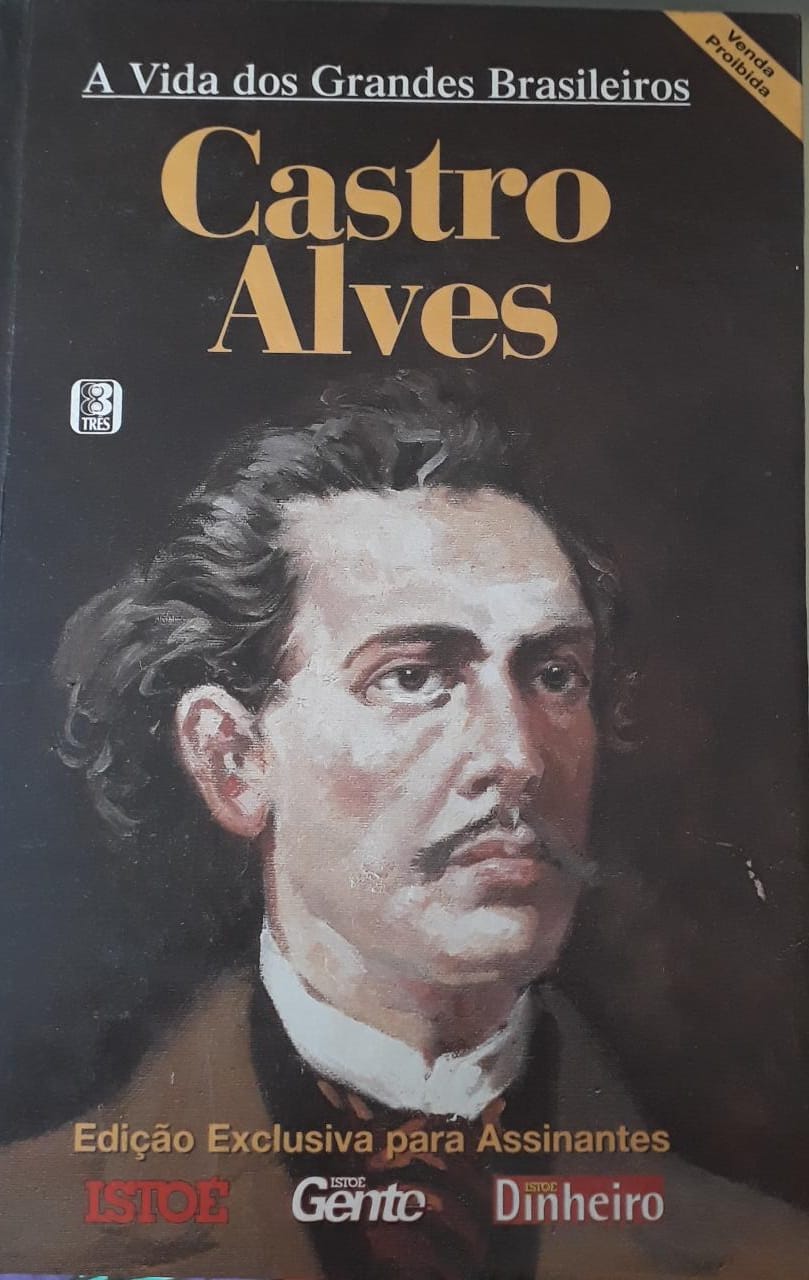 Venda
Proibida
A Vida dos Grandes Brasileiros
Castro
Alves
TRÊS
Edição Exclusiva para Assinantes
ISTOÉ
ISTOÉ
Gente
ISTOÉ
Dinheiro